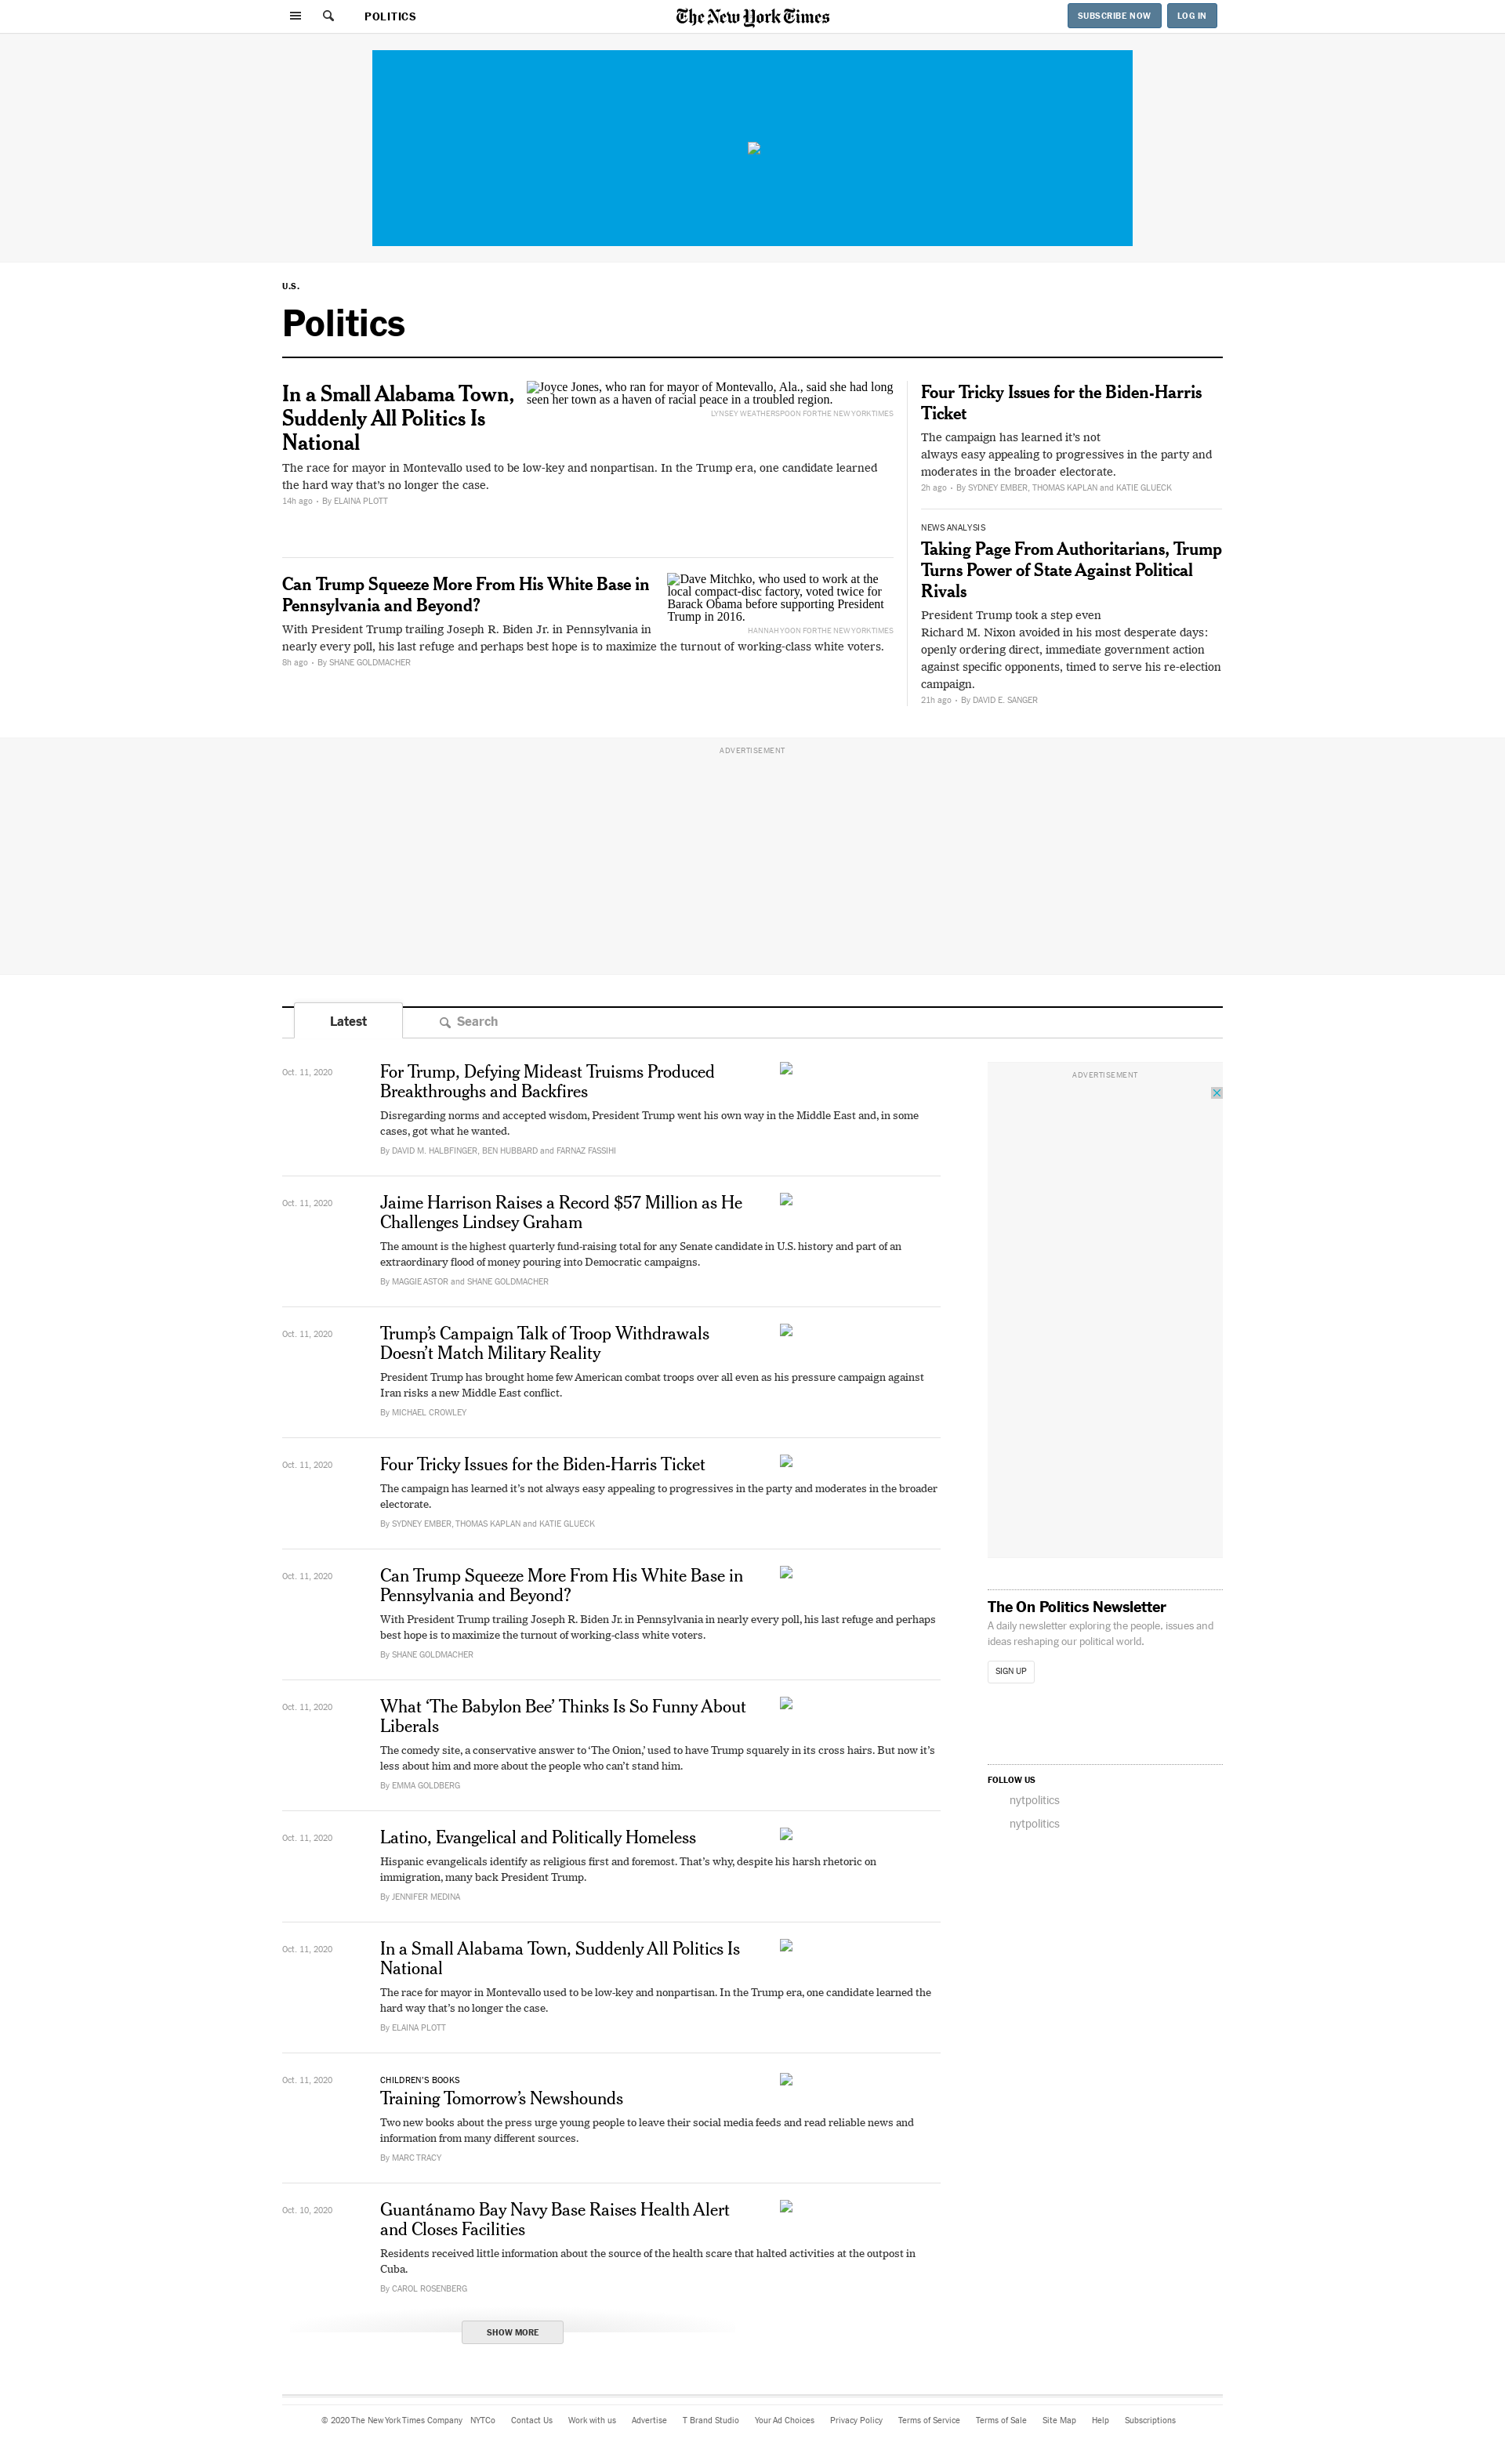 POLITICS
The New York Times
SUBSCRIBE NOW
LOG IN
U.S.
Politics
In a Small Alabama Town,
Suddenly All Politics Is
National
Joyce Jones, who ran for mayor of Montevallo, Ala., said she had long
seen her town as a haven of racial peace in a troubled region.
LYNSEY WEATHERSPOON FOR THE NEW YORK TIMES
The race for mayor in Montevallo used to be low-key and nonpartisan. In the Trump era, one candidate learned
the hard way that’s no longer the case.
14h ago • By ELAINA PLOTT
Can Trump Squeeze More From His White Base in
Pennsylvania and Beyond?
Dave Mitchko, who used to work at the
local compact-disc factory, voted twice for
Barack Obama before supporting President
Trump in 2016.
HANNAH YOON FOR THE NEW YORK TIMES
With President Trump trailing Joseph R. Biden Jr. in Pennsylvania in
nearly every poll, his last refuge and perhaps best hope is to maximize the turnout of working-class white voters.
8h ago • By SHANE GOLDMACHER
Four Tricky Issues for the Biden-Harris
Ticket
The campaign has learned it’s not
always easy appealing to progressives in the party and
moderates in the broader electorate.
2h ago • By SYDNEY EMBER, THOMAS KAPLAN and KATIE GLUECK
NEWS ANALYSIS
Taking Page From Authoritarians, Trump
Turns Power of State Against Political
Rivals
President Trump took a step even
Richard M. Nixon avoided in his most desperate days:
openly ordering direct, immediate government action
against specific opponents, timed to serve his re-election
campaign.
21h ago • By DAVID E. SANGER
ADVERTISEMENT
Latest
Search
Oct. 11, 2020
For Trump, Defying Mideast Truisms Produced
Breakthroughs and Backfires
Disregarding norms and accepted wisdom, President Trump went his own way in the Middle East and, in some
cases, got what he wanted.
By DAVID M. HALBFINGER, BEN HUBBARD and FARNAZ FASSIHI
Oct. 11, 2020
Jaime Harrison Raises a Record $57 Million as He
Challenges Lindsey Graham
The amount is the highest quarterly fund-raising total for any Senate candidate in U.S. history and part of an
extraordinary flood of money pouring into Democratic campaigns.
By MAGGIE ASTOR and SHANE GOLDMACHER
Oct. 11, 2020
Trump’s Campaign Talk of Troop Withdrawals
Doesn’t Match Military Reality
President Trump has brought home few American combat troops over all even as his pressure campaign against
Iran risks a new Middle East conflict.
By MICHAEL CROWLEY
Oct. 11, 2020
Four Tricky Issues for the Biden-Harris Ticket
The campaign has learned it’s not always easy appealing to progressives in the party and moderates in the broader
electorate.
By SYDNEY EMBER, THOMAS KAPLAN and KATIE GLUECK
Oct. 11, 2020
Can Trump Squeeze More From His White Base in
Pennsylvania and Beyond?
With President Trump trailing Joseph R. Biden Jr. in Pennsylvania in nearly every poll, his last refuge and perhaps
best hope is to maximize the turnout of working-class white voters.
By SHANE GOLDMACHER
Oct. 11, 2020
What ‘The Babylon Bee’ Thinks Is So Funny About
Liberals
The comedy site, a conservative answer to ‘The Onion,’ used to have Trump squarely in its cross hairs. But now it’s
less about him and more about the people who can’t stand him.
By EMMA GOLDBERG
Oct. 11, 2020
Latino, Evangelical and Politically Homeless
Hispanic evangelicals identify as religious first and foremost. That’s why, despite his harsh rhetoric on
immigration, many back President Trump.
By JENNIFER MEDINA
Oct. 11, 2020
In a Small Alabama Town, Suddenly All Politics Is
National
The race for mayor in Montevallo used to be low-key and nonpartisan. In the Trump era, one candidate learned the
hard way that’s no longer the case.
By ELAINA PLOTT
Oct. 11, 2020
CHILDREN’S BOOKS
Training Tomorrow’s Newshounds
Two new books about the press urge young people to leave their social media feeds and read reliable news and
information from many different sources.
By MARC TRACY
Oct. 10, 2020
Guantánamo Bay Navy Base Raises Health Alert
and Closes Facilities
Residents received little information about the source of the health scare that halted activities at the outpost in
Cuba.
By CAROL ROSENBERG
SHOW MORE
ADVERTISEMENT
The On Politics Newsletter
A daily newsletter exploring the people, issues and
ideas reshaping our political world.
SIGN UP
FOLLOW US
nytpolitics
nytpolitics
© 2020 The New York Times Company NYTCo Contact Us Work with us Advertise T Brand Studio Your Ad Choices Privacy Policy Terms of Service Terms of Sale Site Map Help Subscriptions